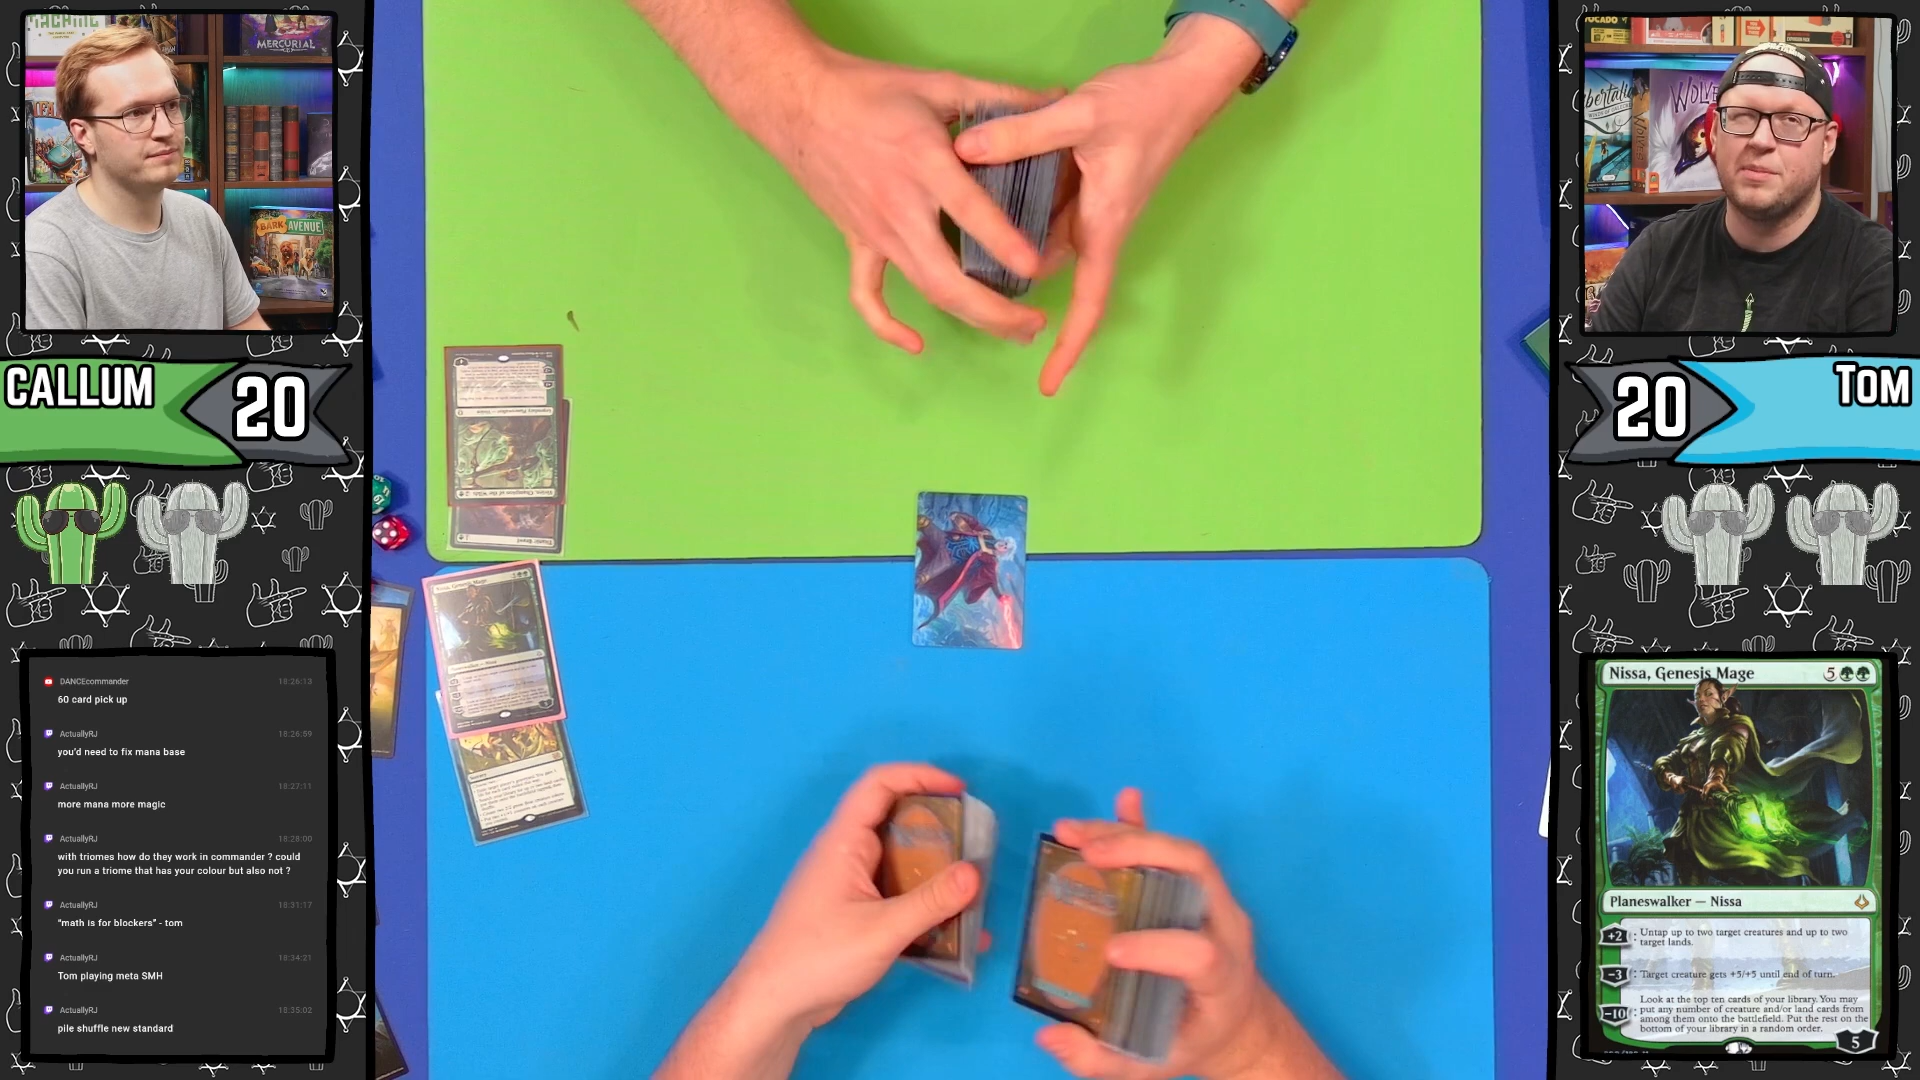 MERCURIAL
BARK AVENUE
CALLUM
20
DANCEcommander 18:26:13
60 card pick up
ActuallyRJ 18:26:59
you'd need to fix mana base
ActuallyRJ 18:27:11
more mana more magic
ActuallyRJ 18:28:00
with triomes how do they work in commander ? could
you run a triome that has your colour but also not ?
ActuallyRJ 18:31:17
"math is for blockers" - tom
ActuallyRJ 18:34:21
Tom playing meta SMH
ActuallyRJ 18:35:02
pile shuffle new standard
Nissa, Genesis Mage
20
TOM
Nissa, Genesis Mage 5
Planeswalker — Nissa
+2 : Untap up to two target creatures and up to two
target lands.
-3 : Target creature gets +5/+5 until end of turn.
-10 : Look at the top ten cards of your library. You may
put any number of creature and/or land cards from
among them onto the battlefield. Put the rest on the
bottom of your library in a random order.
5